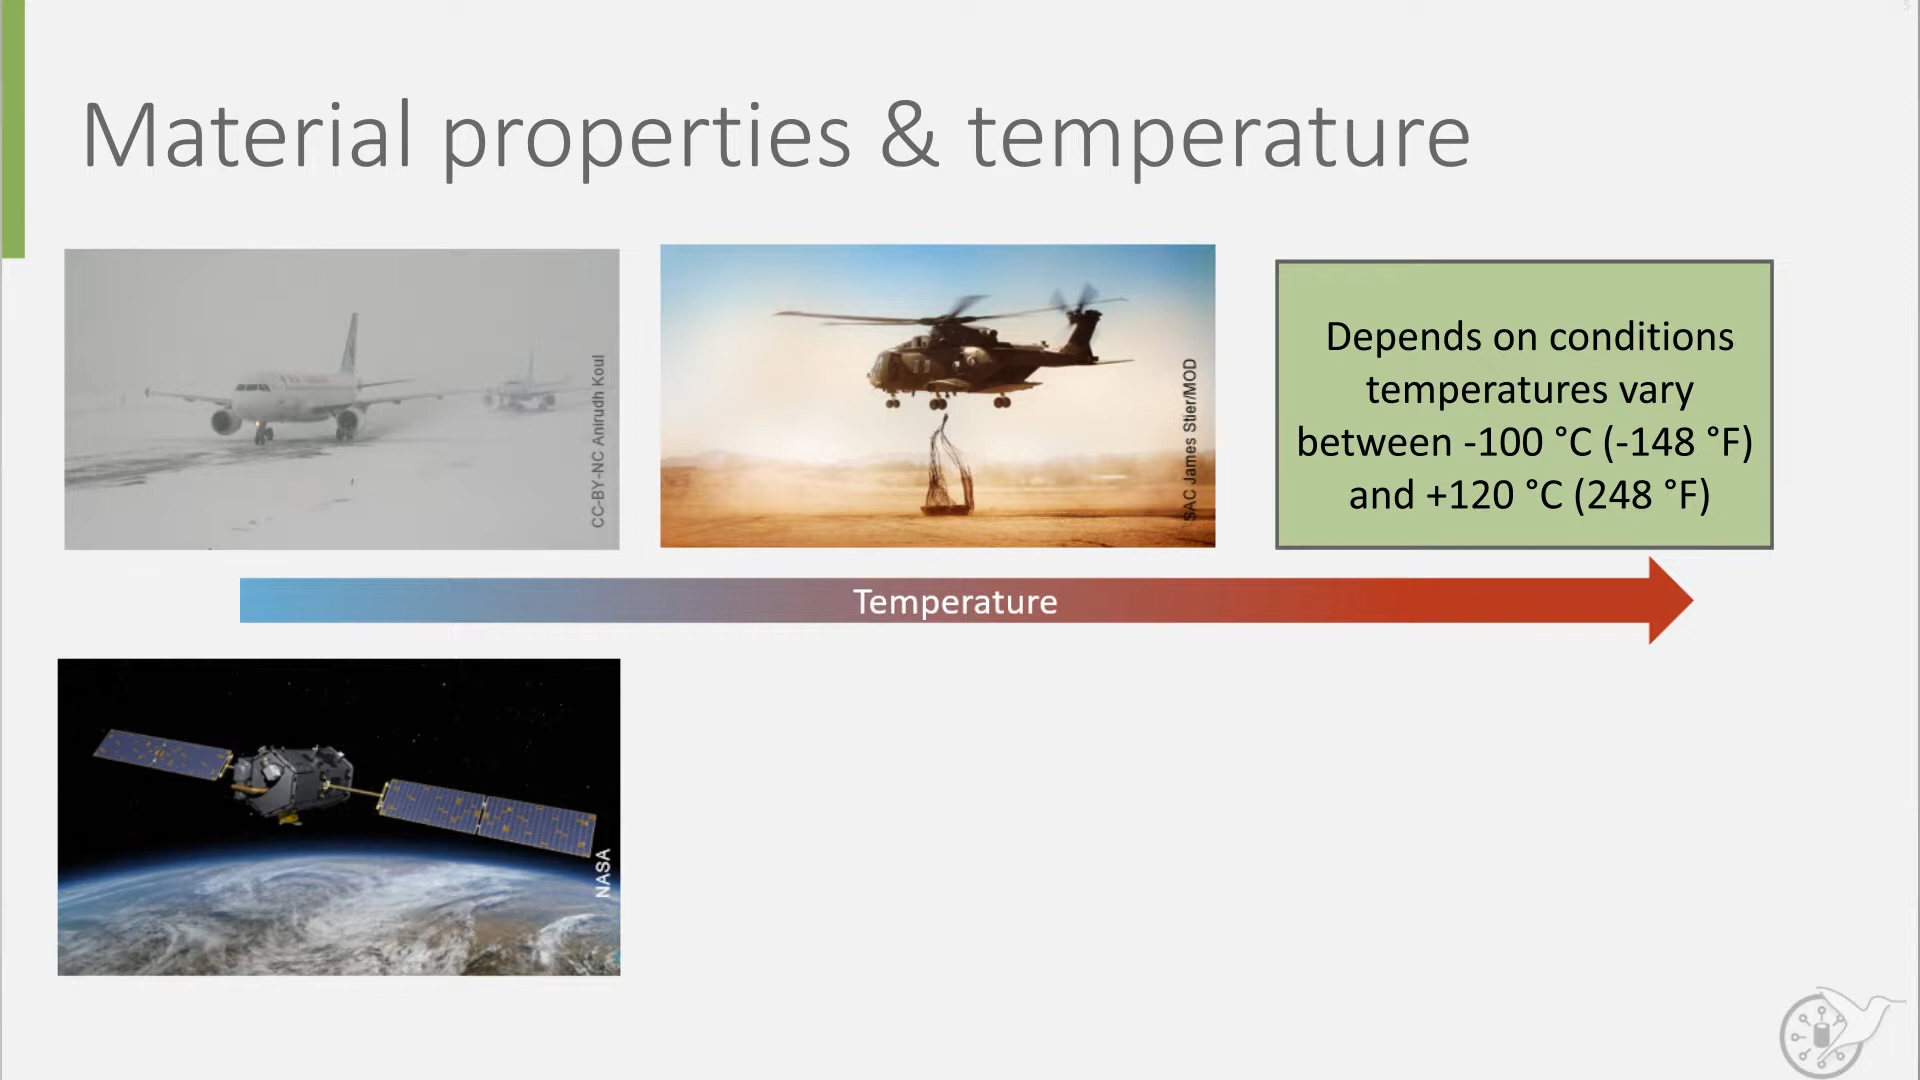 5
Material properties & temperature
CC-BY-NC Anirudh Koul
SAC James Stier/MOD
Depends on conditions
temperatures vary
between -100 °C (-148 °F)
and +120 °C (248 °F)
Temperature
NASA